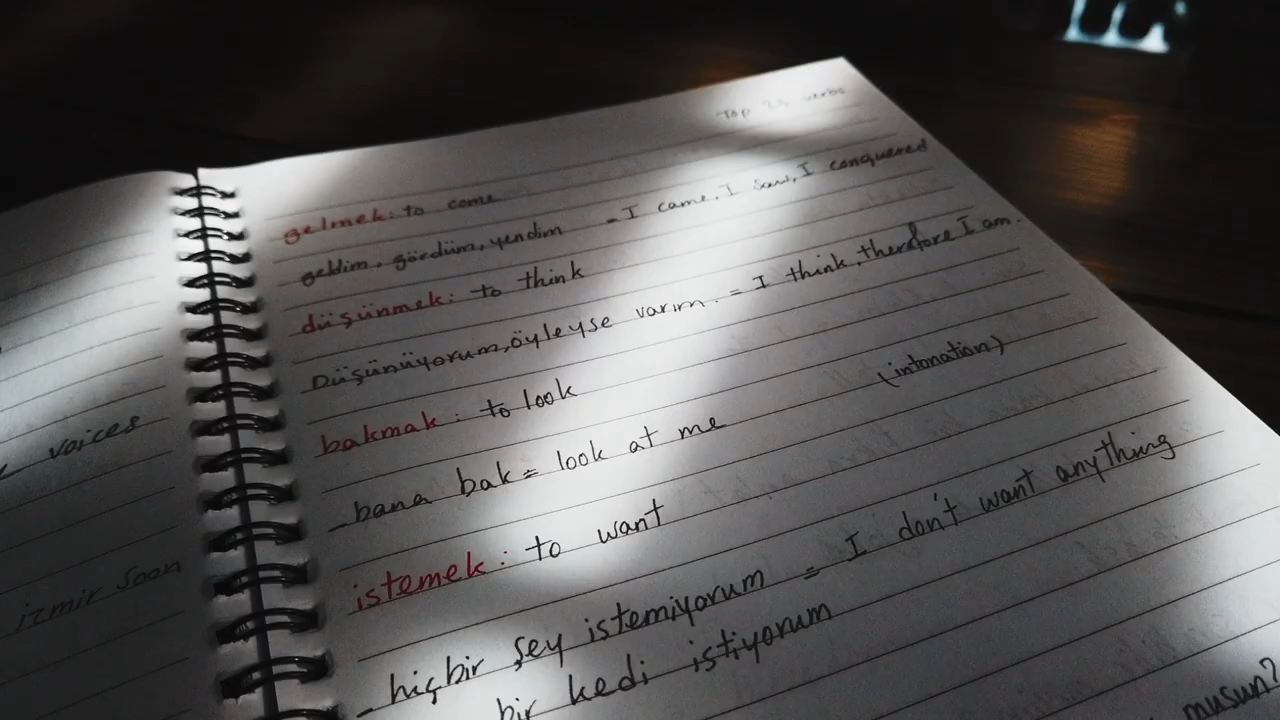 voices
izmir soon
Top 25 verbs
gelmek: to come
geldim, gördüm, yendim = I came, I saw, I conquered
düşünmek: to think
Düşünüyorum, öyleyse varım. = I think, therefore I am.
bakmak: to look
(intonation)
- bana bak = look at me
istemek: to want
- hiçbir şey istemiyorum = I don't want anything
bir kedi istiyorum
musun?